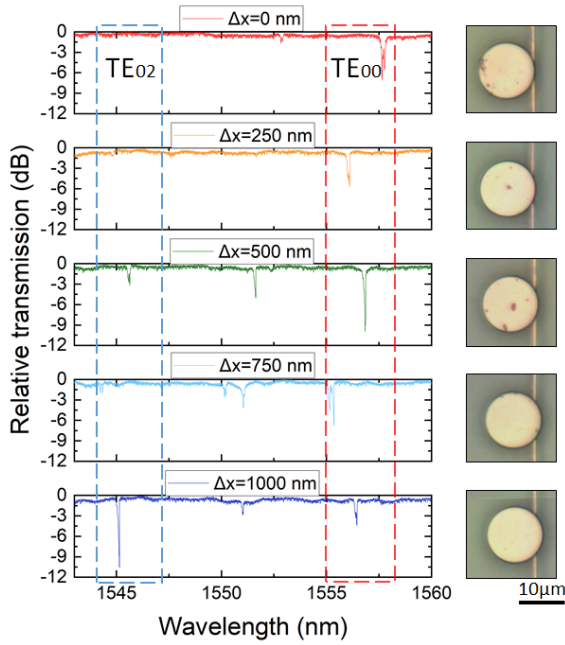 Δx=0 nm
0
-3
-6
-9
-12
TE02
TE00
Δx=250 nm
0
-3
-6
-9
-12
Δx=500 nm
0
-3
-6
-9
-12
Δx=750 nm
0
-3
-6
-9
-12
Δx=1000 nm
0
-3
-6
-9
-12
Relative transmission (dB)
1545 1550 1555 1560
Wavelength (nm)
10μm